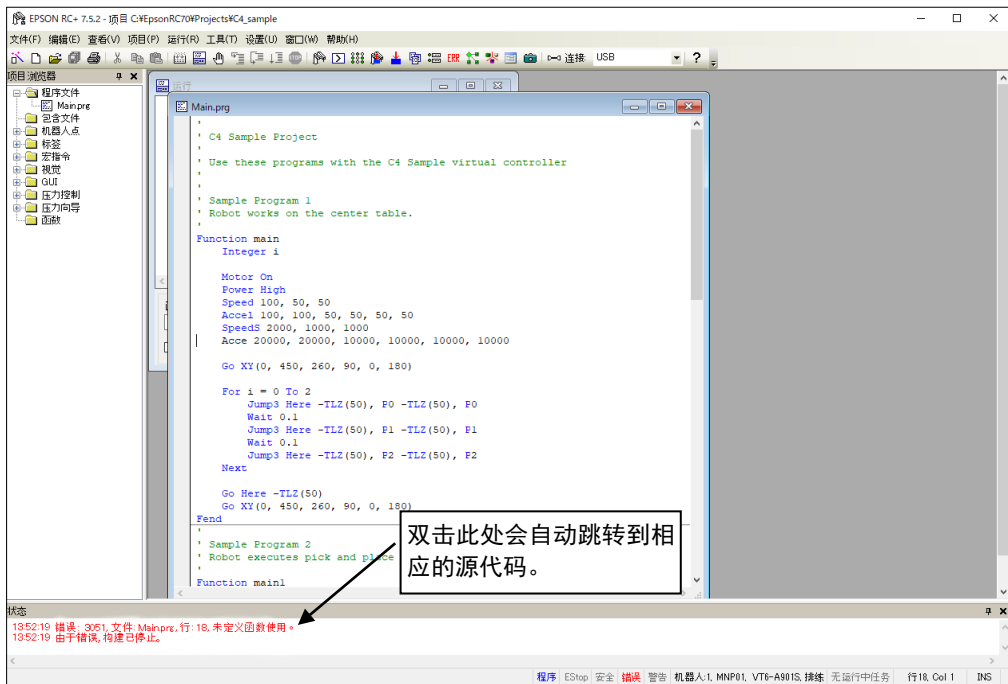 EPSON RC+ 7.5.2 - 项目 C:¥EpsonRC70¥Projects¥C4_sample
文件(F) 编辑(E) 查看(V) 项目(P) 运行(R) 工具(T) 设置(U) 窗口(W) 帮助(H)
ERR 连接 USB ?
项目浏览器
程序文件
Main.prg
包含文件
机器人点
标签
宏指令
视觉
GUI
压力控制
压力向导
函数
运行
Main.prg
'
' C4 Sample Project
'
' Use these programs with the C4 Sample virtual controller
'
'
' Sample Program 1
' Robot works on the center table.
'
Function main
Integer i
Motor On
Power High
Speed 100, 50, 50
Accel 100, 100, 50, 50, 50, 50
SpeedS 2000, 1000, 1000
Acce 20000, 20000, 10000, 10000, 10000, 10000
Go XY(0, 450, 260, 90, 0, 180)
For i = 0 To 2
Jump3 Here -TLZ(50), P0 -TLZ(50), P0
Wait 0.1
Jump3 Here -TLZ(50), P1 -TLZ(50), P1
Wait 0.1
Jump3 Here -TLZ(50), P2 -TLZ(50), P2
Next
Go Here -TLZ(50)
Go XY(0, 450, 260, 90, 0, 180)
Fend
'
' Sample Program 2
' Robot executes pick and place
'
Function main1
双击此处会自动跳转到相
应的源代码。
状态
13:52:19 错误: 3051, 文件: Main.prg, 行: 18, 未定义函数使用。
13:52:19 由于错误, 构建已停止。
程序 EStop 安全 错误 警告 机器人:1, MNP01, VT6-A901S, 排练 无运行中任务 行18, Col 1 INS